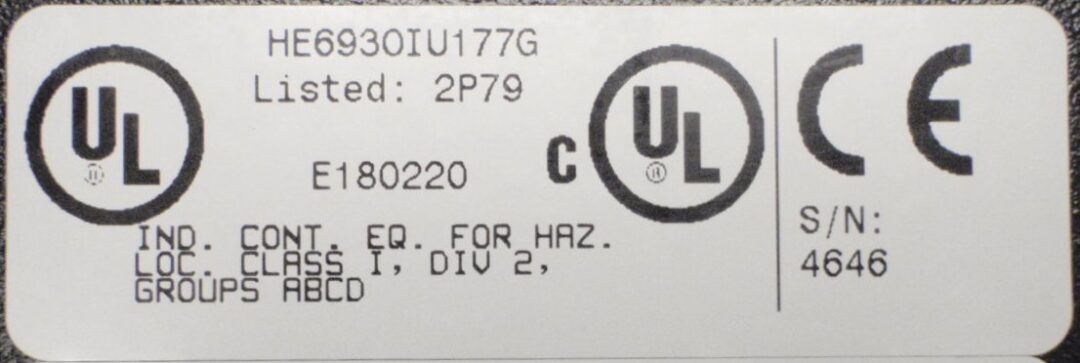 HE693OIU177G
Listed: 2P79
UL
®
E180220
C
UL
®
IND. CONT. EQ. FOR HAZ.
LOC. CLASS I, DIV 2,
GROUPS ABCD
CE
S/N:
4646